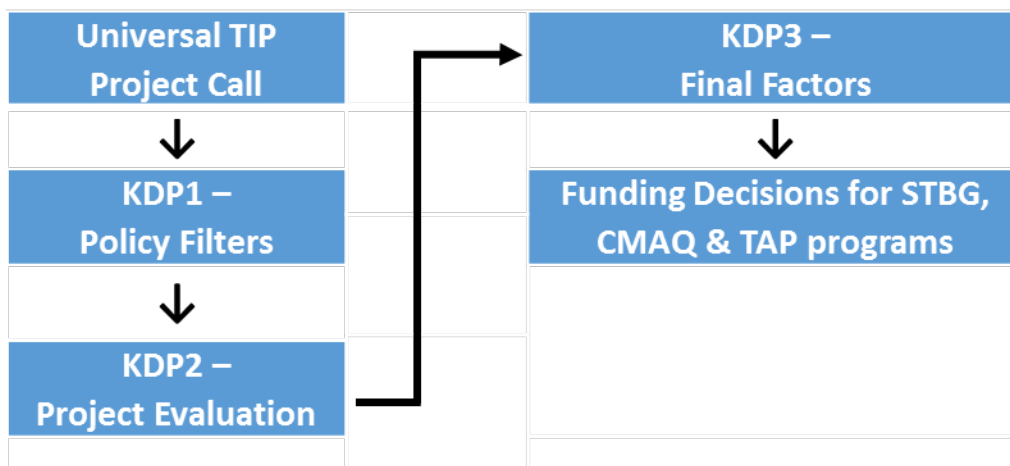 Universal TIP
Project Call
KDP1 –
Policy Filters
KDP2 –
Project Evaluation
KDP3 –
Final Factors
Funding Decisions for STBG,
CMAQ & TAP programs